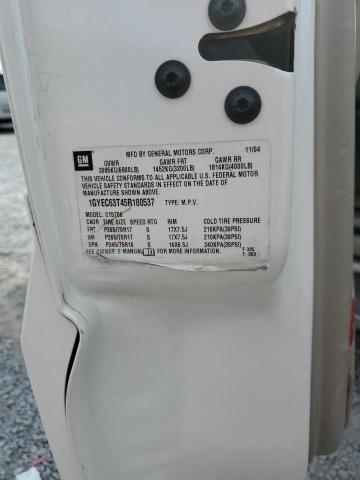 GM
MFD BY GENERAL MOTORS CORP. 11/04
GVWR GAWR FRT GAWR RR
3085KG(6800LB) 1452KG(3200LB) 1814KG(4000LB)
THIS VEHICLE CONFORMS TO ALL APPLICABLE U.S. FEDERAL MOTOR
VEHICLE SAFETY STANDARDS IN EFFECT ON THE DATE OF
MANUFACTURE SHOWN ABOVE.
1GYEC63T45R180537 TYPE: M.P.V.
MODEL: C15706
TIRE SIZE SPEED RTG RIM COLD TIRE PRESSURE
FRT P265/70R17 S 17X7.5J 210KPA(30PSI)
RR P265/70R17 S 17X7.5J 210KPA(30PSI)
SPA P245/75R16 S 16X6.5J 240KPA(35PSI)
SEE OWNER'S MANUAL FOR MORE INFORMATION.